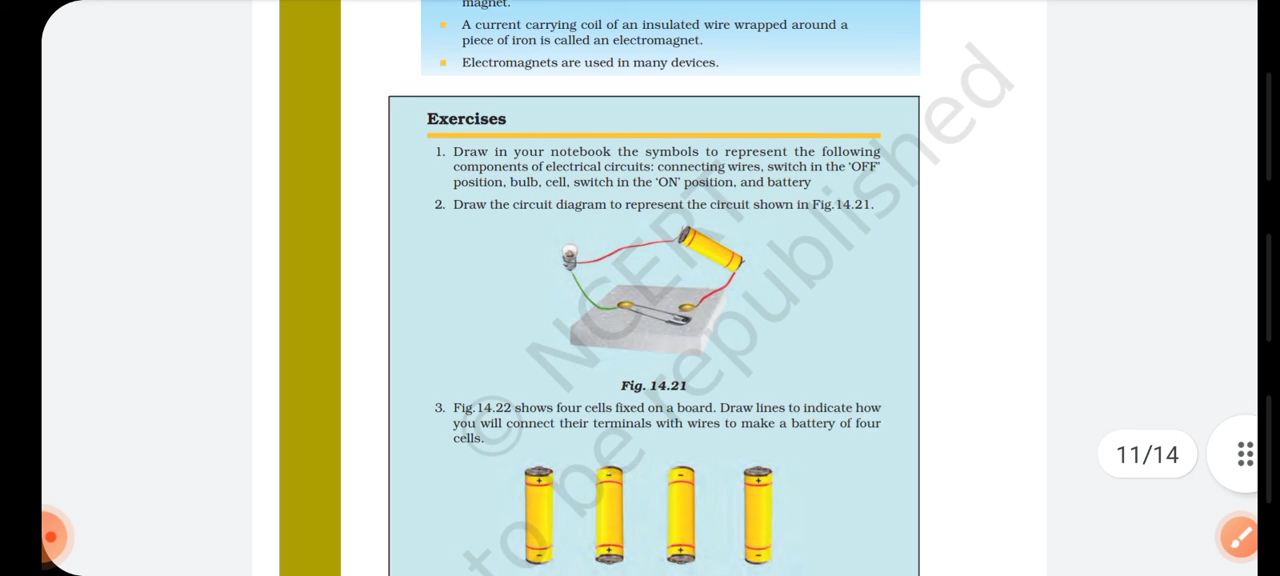 magnet.
A current carrying coil of an insulated wire wrapped around a
piece of iron is called an electromagnet.
Electromagnets are used in many devices.
Exercises
1. Draw in your notebook the symbols to represent the following
components of electrical circuits: connecting wires, switch in the ‘OFF’
position, bulb, cell, switch in the ‘ON’ position, and battery
2. Draw the circuit diagram to represent the circuit shown in Fig.14.21.
Fig. 14.21
3. Fig.14.22 shows four cells fixed on a board. Draw lines to indicate how
you will connect their terminals with wires to make a battery of four
cells.
+ – – +
– + + –
© NCERT
to be republished
11/14